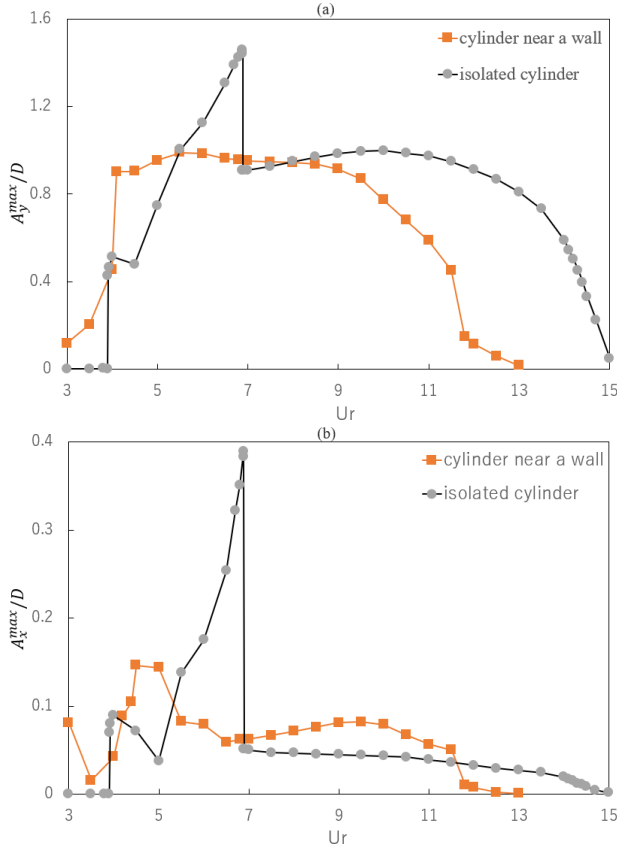 (a)
1.6
cylinder near a wall
isolated cylinder
1.2
0.8
0.4
0
A_y^max/D
3 5 7 9 11 13 15
Ur
(b)
0.4
cylinder near a wall
isolated cylinder
0.3
0.2
0.1
0
A_x^max/D
3 5 7 9 11 13 15
Ur